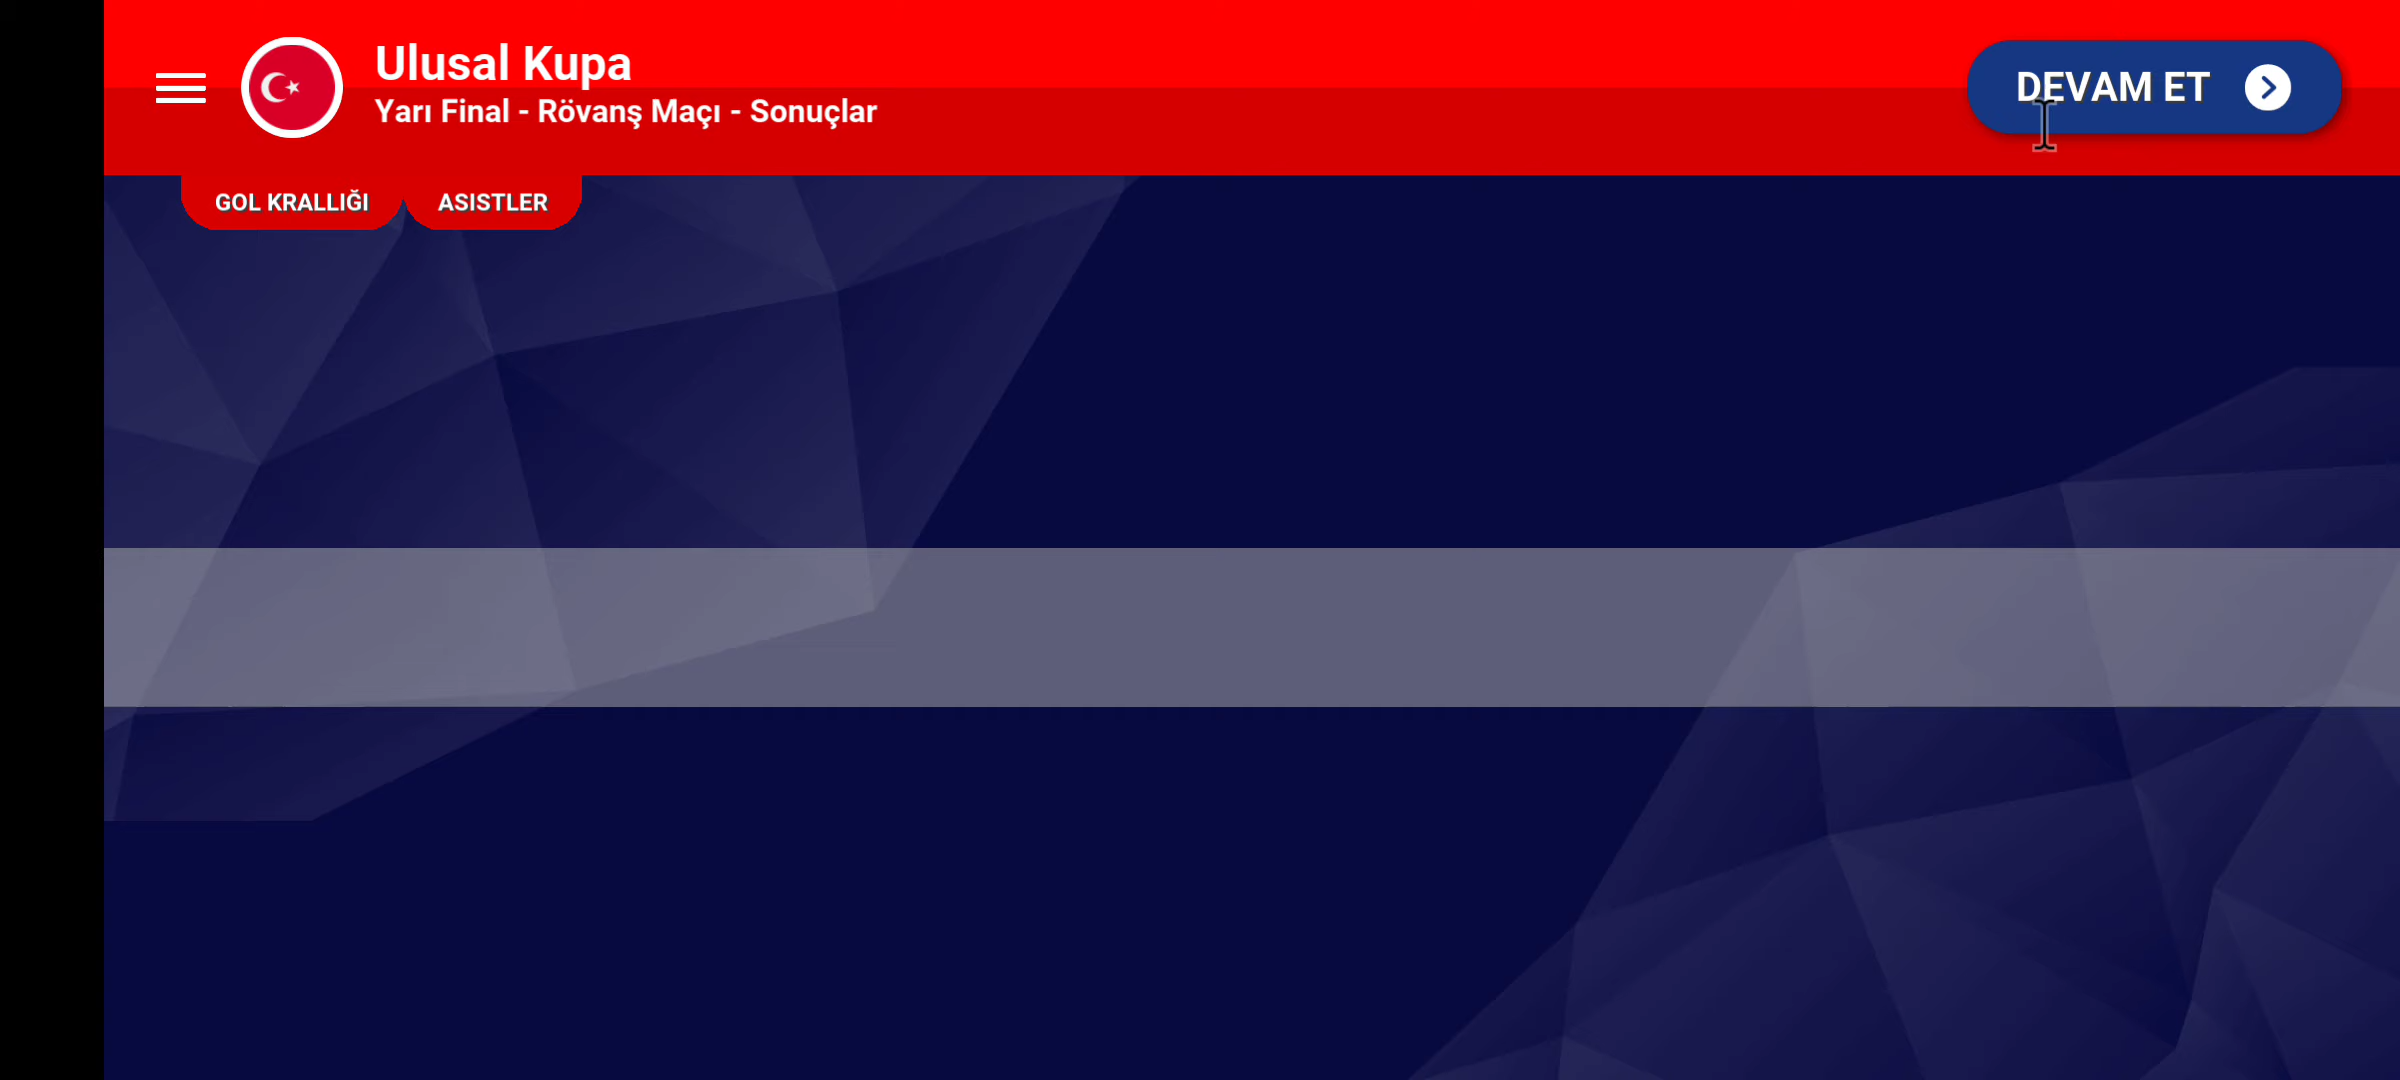 Ulusal Kupa
Yarı Final - Rövanş Maçı - Sonuçlar
DEVAM ET
GOL KRALLIĞI
ASISTLER